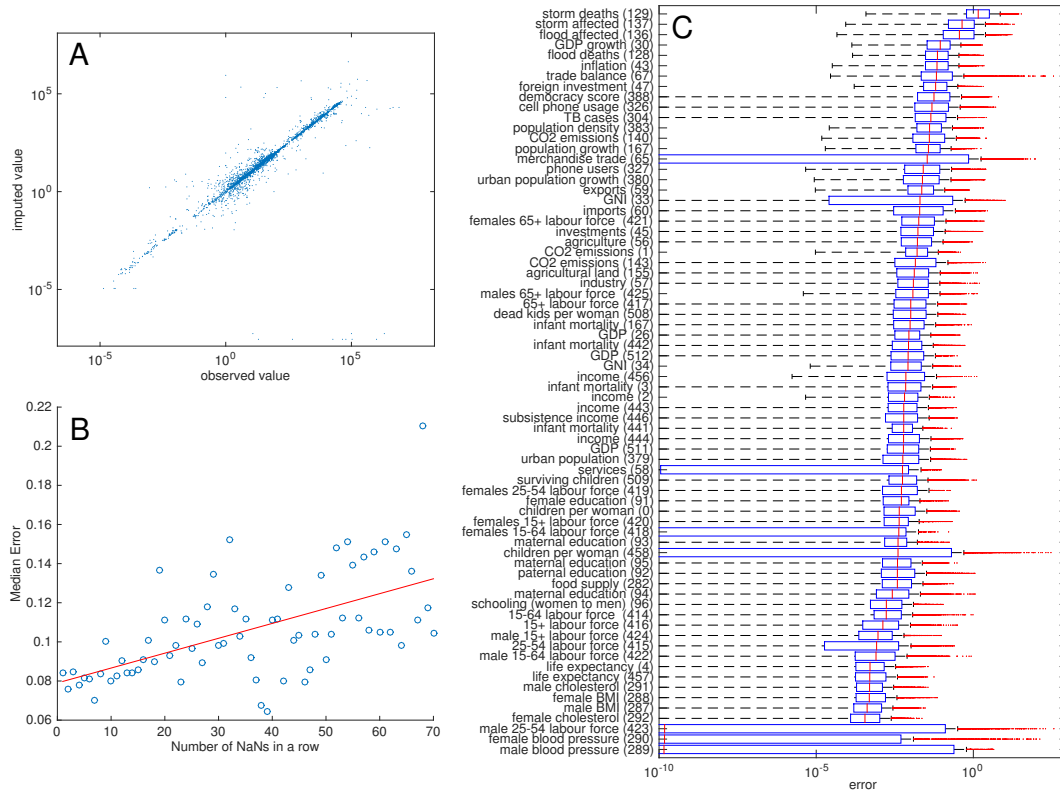 A
10^5
10^0
10^-5
imputed value
10^-5
10^0
10^5
observed value
B
0.22
0.2
0.18
0.16
0.14
0.12
0.1
0.08
0.06
Median Error
0
10
20
30
40
50
60
70
Number of NaNs in a row
C
storm deaths (129)
storm affected (137)
flood affected (136)
GDP growth (30)
flood deaths (128)
inflation (43)
trade balance (67)
foreign investment (47)
democracy score (388)
cell phone usage (326)
TB cases (304)
population density (383)
CO2 emissions (140)
population growth (167)
merchandise trade (65)
phone users (327)
urban population growth (380)
exports (59)
GNI (33)
imports (60)
females 65+ labour force (421)
investments (45)
agriculture (56)
CO2 emissions (1)
CO2 emissions (143)
agricultural land (155)
industry (57)
males 65+ labour force (425)
65+ labour force (417)
dead kids per woman (508)
infant mortality (167)
GDP (26)
infant mortality (442)
GDP (512)
GNI (34)
income (456)
infant mortality (3)
income (2)
income (443)
subsistence income (446)
infant mortality (441)
income (444)
GDP (511)
urban population (379)
services (58)
surviving children (509)
females 25-54 labour force (419)
female education (91)
children per woman (0)
females 15+ labour force (420)
females 15-64 labour force (418)
maternal education (93)
children per woman (458)
maternal education (95)
paternal education (92)
food supply (282)
maternal education (94)
schooling (women to men) (96)
15-64 labour force (414)
15+ labour force (416)
male 15+ labour force (424)
25-54 labour force (415)
male 15-64 labour force (422)
life expectancy (4)
life expectancy (457)
male cholesterol (291)
female BMI (288)
male BMI (287)
female cholesterol (292)
male 25-54 labour force (423)
female blood pressure (290)
male blood pressure (289)
10^-10
10^-5
10^0
error